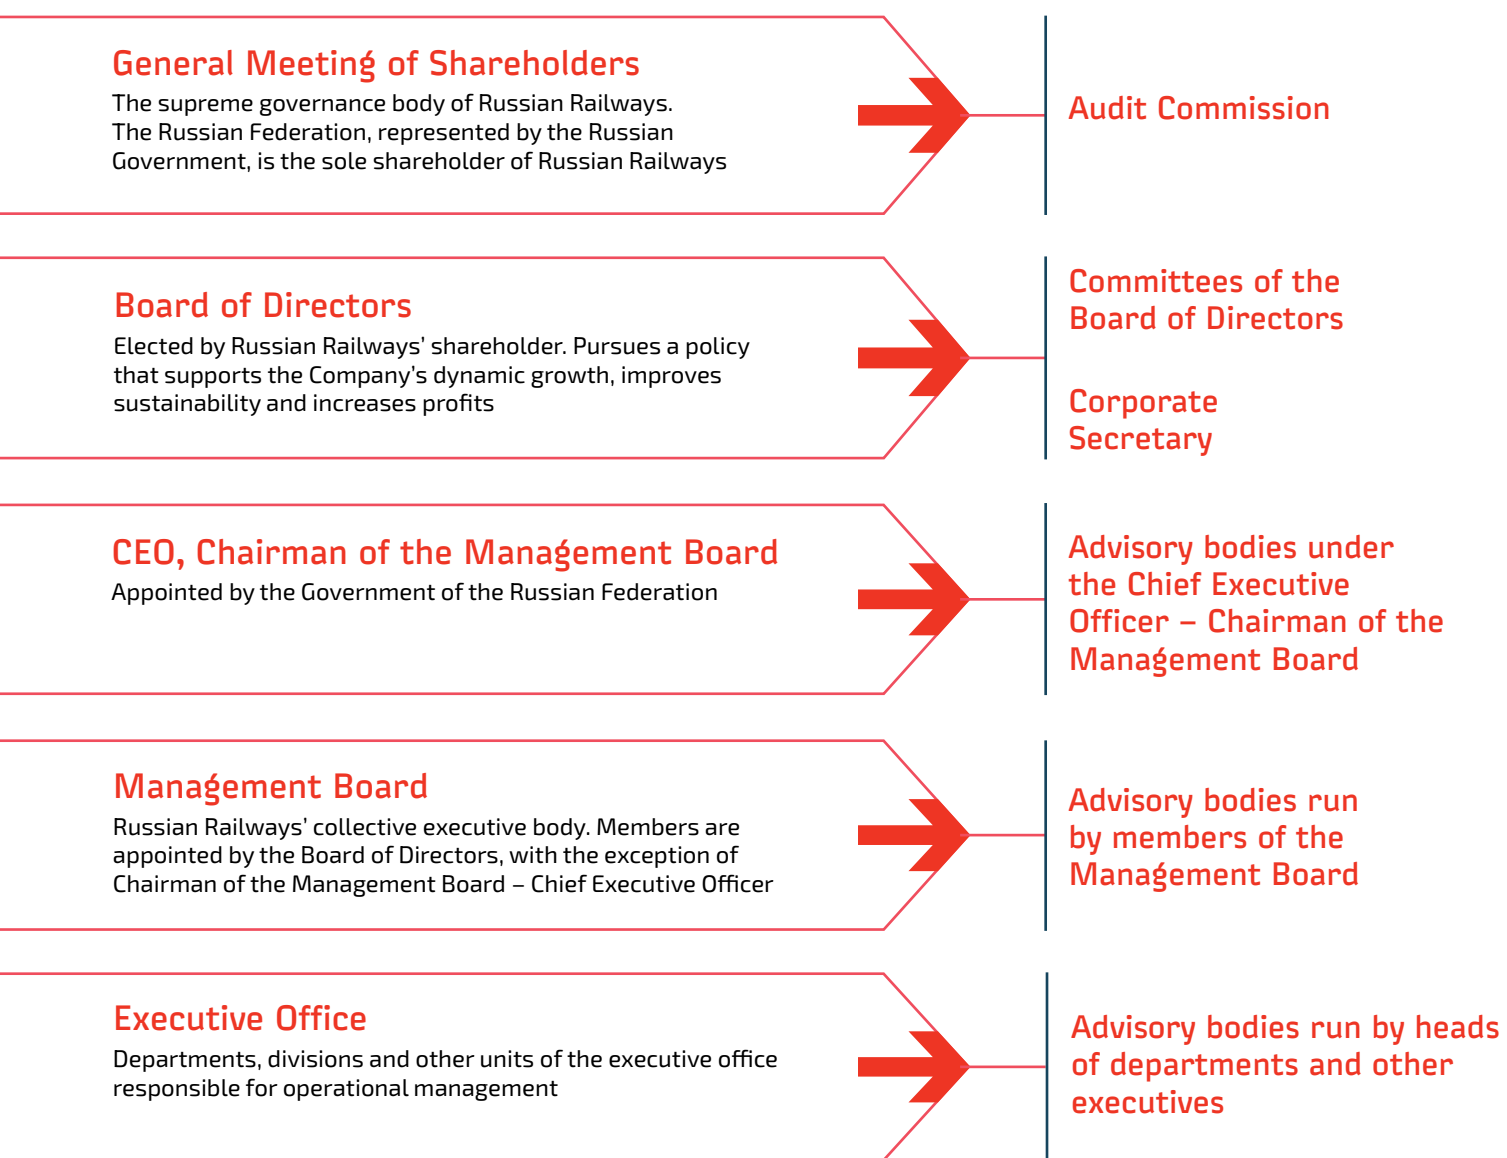 General Meeting of Shareholders
The supreme governance body of Russian Railways.
The Russian Federation, represented by the Russian
Government, is the sole shareholder of Russian Railways
Audit Commission
Board of Directors
Elected by Russian Railways’ shareholder. Pursues a policy
that supports the Company’s dynamic growth, improves
sustainability and increases profits
Committees of the
Board of Directors
Corporate
Secretary
CEO, Chairman of the Management Board
Appointed by the Government of the Russian Federation
Advisory bodies under
the Chief Executive
Officer – Chairman of the
Management Board
Management Board
Russian Railways’ collective executive body. Members are
appointed by the Board of Directors, with the exception of
Chairman of the Management Board – Chief Executive Officer
Advisory bodies run
by members of the
Management Board
Executive Office
Departments, divisions and other units of the executive office
responsible for operational management
Advisory bodies run by heads
of departments and other
executives